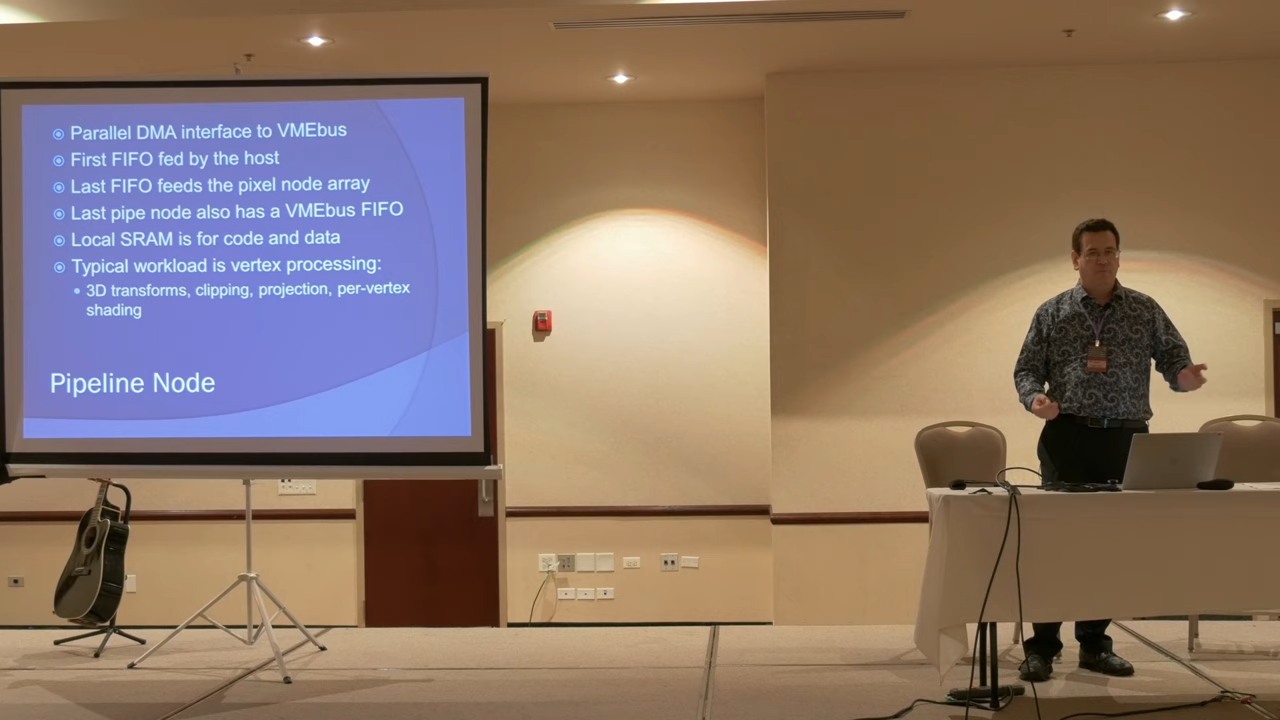 Parallel DMA interface to VMEbus
First FIFO fed by the host
Last FIFO feeds the pixel node array
Last pipe node also has a VMEbus FIFO
Local SRAM is for code and data
Typical workload is vertex processing:
3D transforms, clipping, projection, per-vertex
shading
Pipeline Node